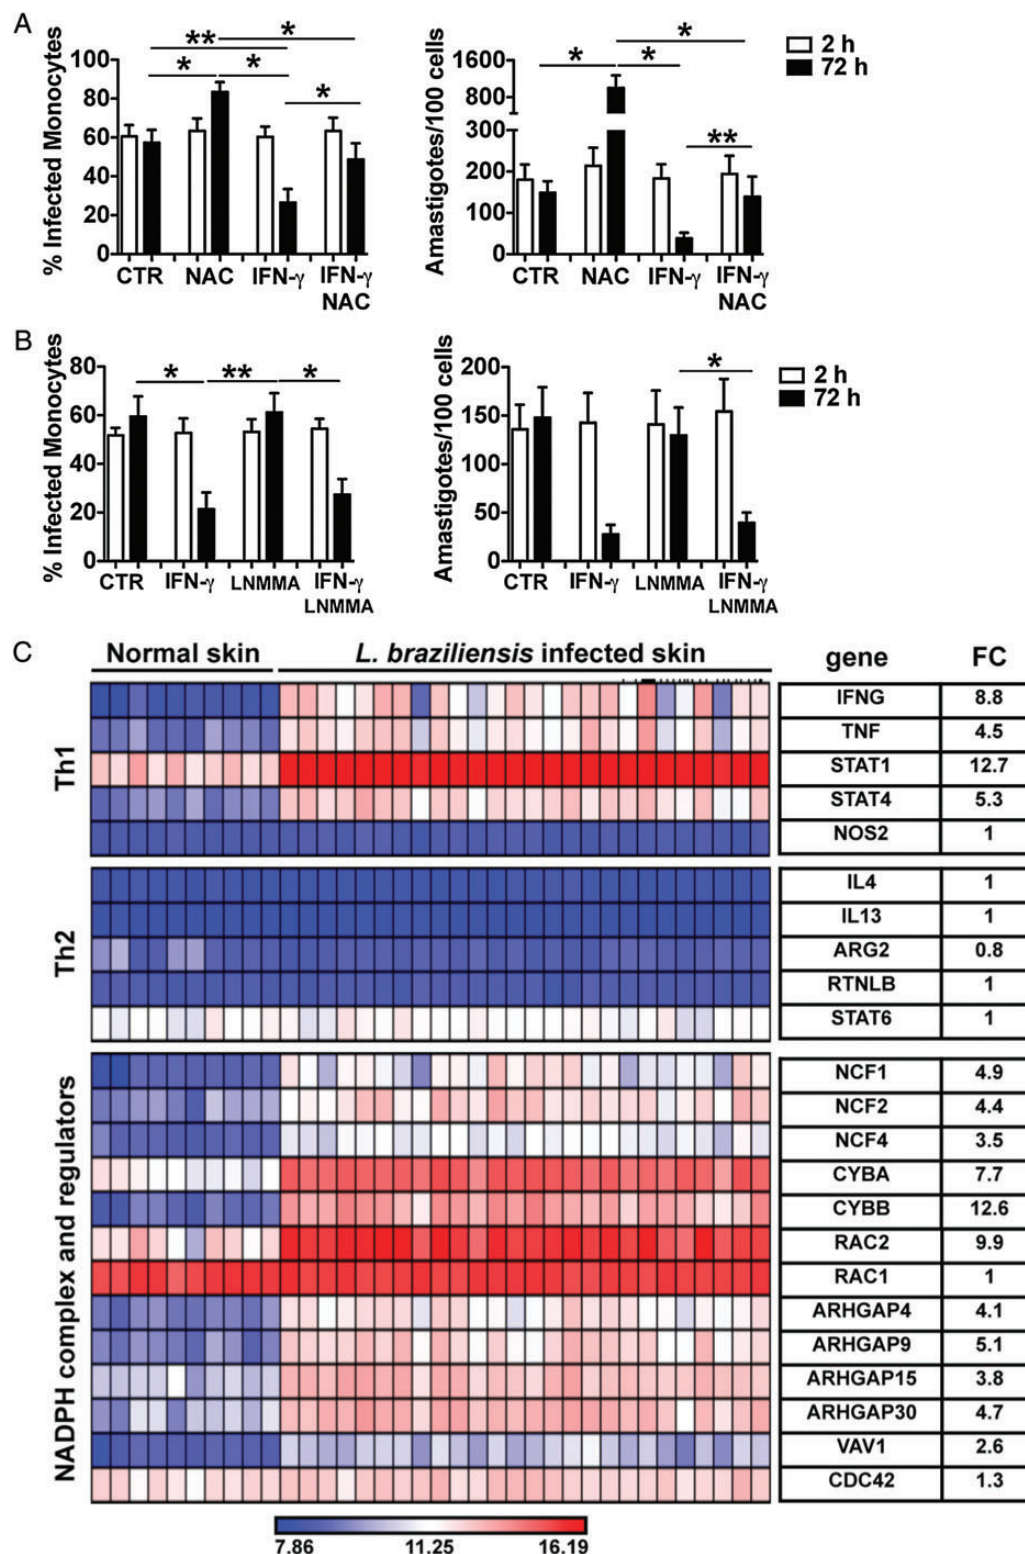 A
% Infected Monocytes
100
80
60
40
20
0
** *
* *
*
CTR NAC IFN-γ IFN-γ
NAC
Amastigotes/100 cells
1600
800
300
200
100
0
*
* *
**
CTR NAC IFN-γ IFN-γ
NAC
2 h
72 h
B
% Infected Monocytes
80
60
40
20
0
* ** *
CTR IFN-γ LNMMA IFN-γ
LNMMA
Amastigotes/100 cells
200
150
100
50
0
*
CTR IFN-γ LNMMA IFN-γ
LNMMA
2 h
72 h
C
Normal skin L. braziliensis infected skin gene FC
Th1
IFNG 8.8
TNF 4.5
STAT1 12.7
STAT4 5.3
NOS2 1
Th2
IL4 1
IL13 1
ARG2 0.8
RTNLB 1
STAT6 1
NADPH complex and regulators
NCF1 4.9
NCF2 4.4
NCF4 3.5
CYBA 7.7
CYBB 12.6
RAC2 9.9
RAC1 1
ARHGAP4 4.1
ARHGAP9 5.1
ARHGAP15 3.8
ARHGAP30 4.7
VAV1 2.6
CDC42 1.3
7.86 11.25 16.19